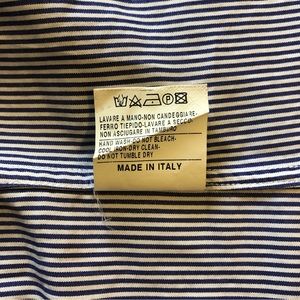 LAVARE A MANO-NON CANDEGGIARE-
FERRO TIEPIDO-LAVARE A SECCO.
NON ASCIUGARE IN TAMBURO
HAND WASH-DO NOT BLEACH-
COOL IRON-DRY CLEAN-
DO NOT TUMBLE DRY
MADE IN ITALY